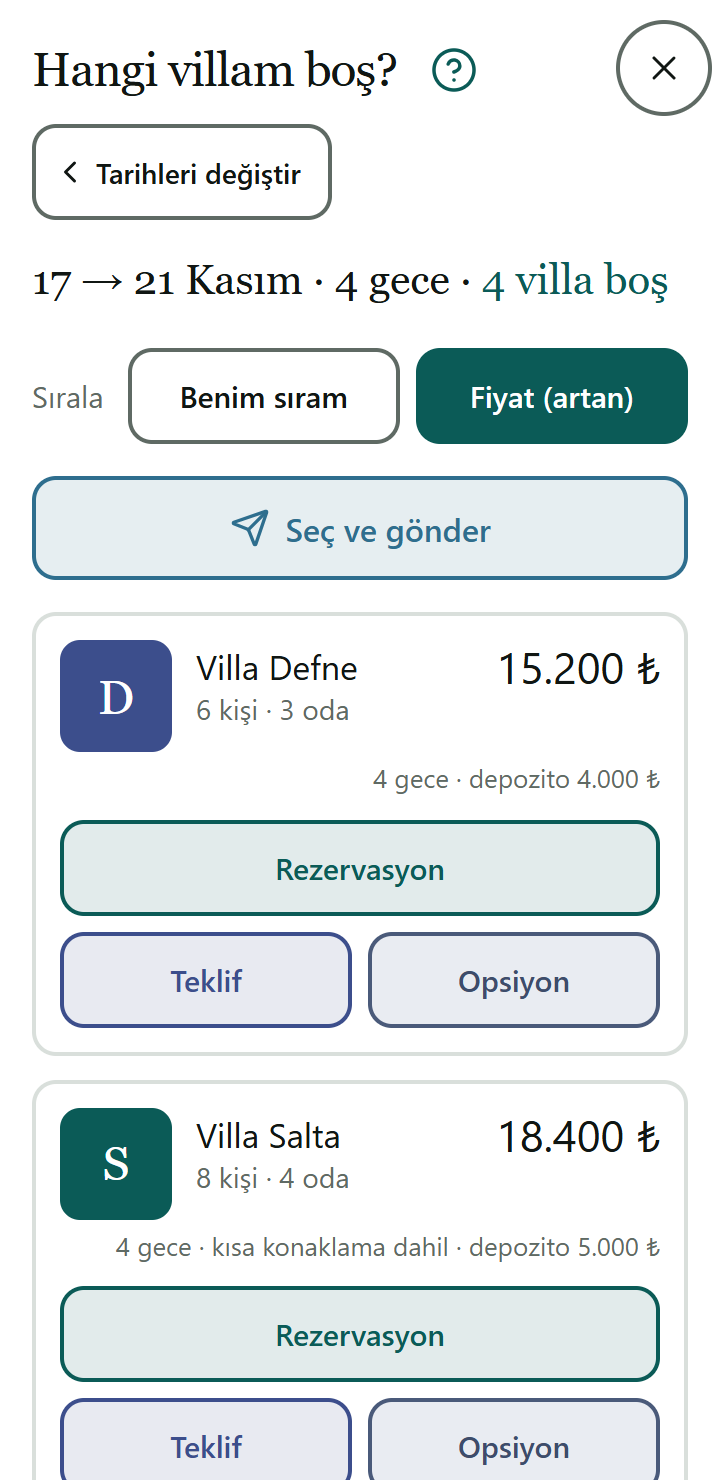 Hangi villam boş? ?
Tarihleri değiştir
17 → 21 Kasım · 4 gece · 4 villa boş
Sırala Benim sıram Fiyat (artan)
Seç ve gönder
D Villa Defne 15.200 ₺
6 kişi · 3 oda
4 gece · depozito 4.000 ₺
Rezervasyon
Teklif Opsiyon
S Villa Salta 18.400 ₺
8 kişi · 4 oda
4 gece · kısa konaklama dahil · depozito 5.000 ₺
Rezervasyon
Teklif Opsiyon